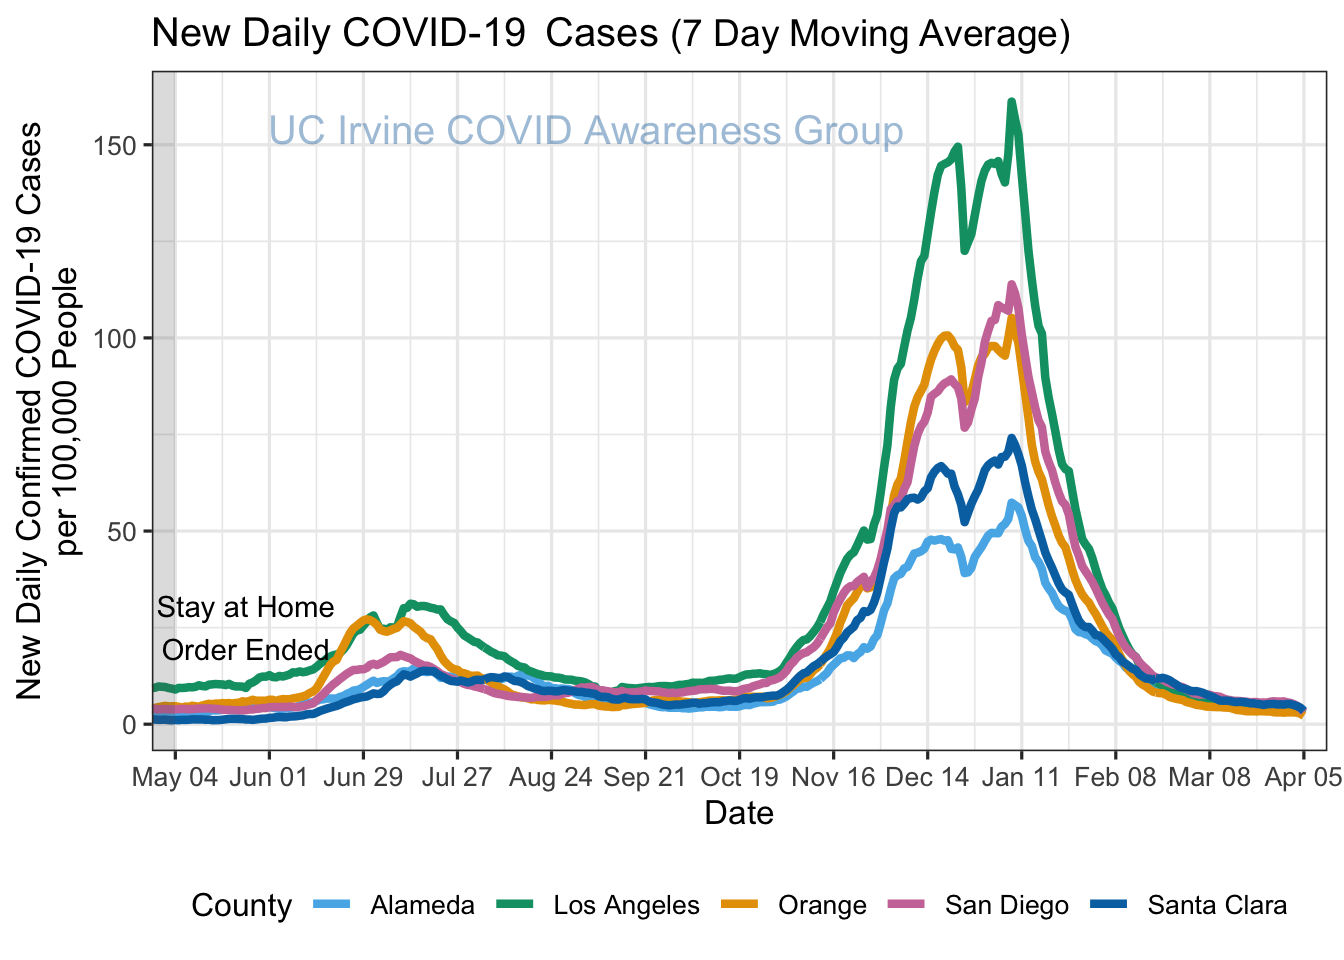 New Daily COVID-19  Cases (7 Day Moving Average)
UC Irvine COVID Awareness Group
New Daily Confirmed COVID-19 Cases
per 100,000 People
150
100
50
0
Stay at Home
Order Ended
May 04 Jun 01 Jun 29 Jul 27 Aug 24 Sep 21 Oct 19 Nov 16 Dec 14 Jan 11 Feb 08 Mar 08 Apr 05
Date
County Alameda Los Angeles Orange San Diego Santa Clara